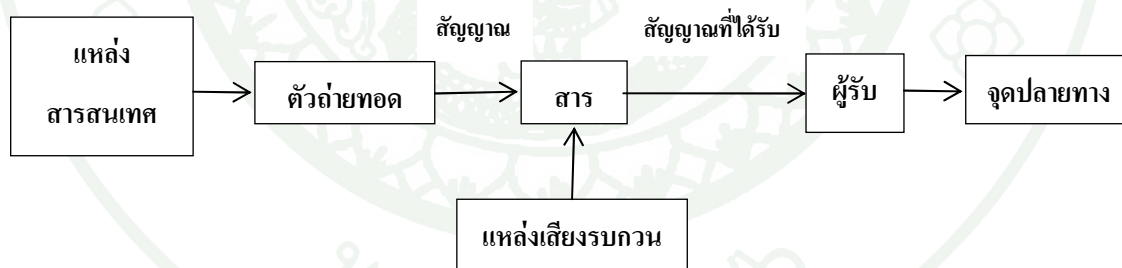 สัญญาณ
สัญญาณที่ได้รับ
แหล่ง
สารสนเทศ
ตัวถ่ายทอด
สาร
ผู้รับ
จุดปลายทาง
แหล่งเสียงรบกวน